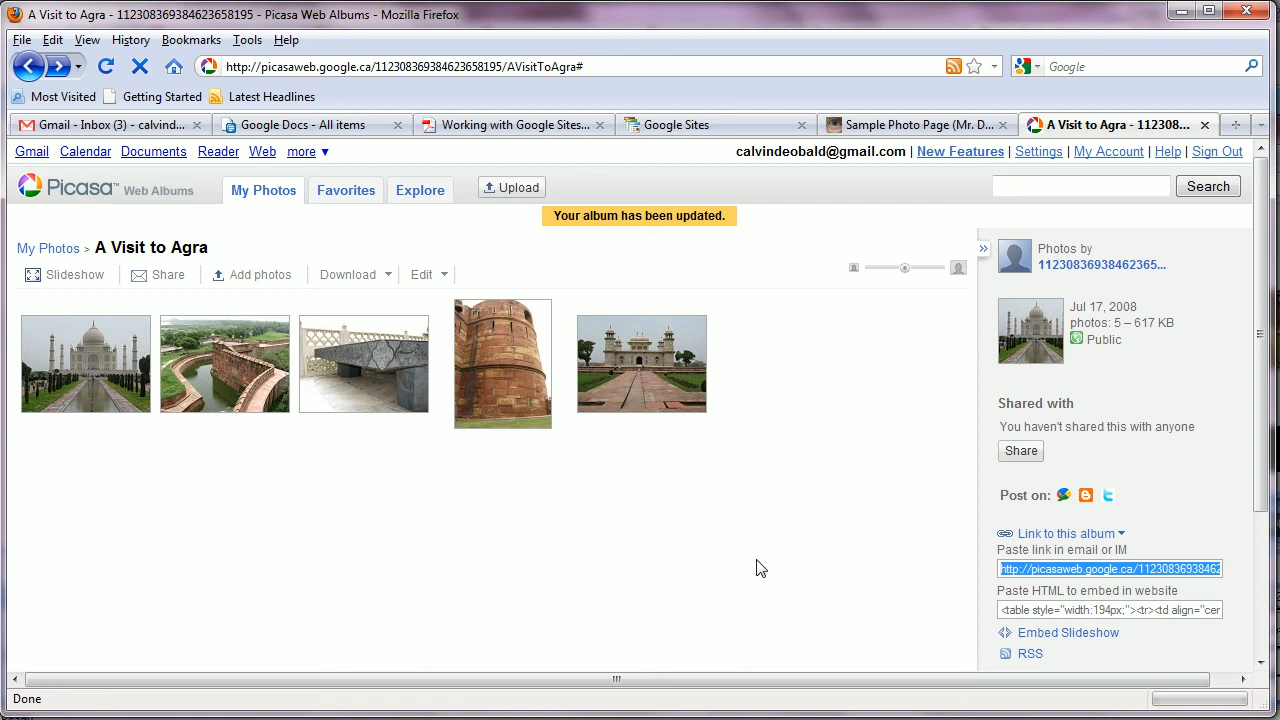 A Visit to Agra - 112308369384623658195 - Picasa Web Albums - Mozilla Firefox
File Edit View History Bookmarks Tools Help
http://picasaweb.google.ca/112308369384623658195/AVisitToAgra#
Google
Most Visited Getting Started Latest Headlines
Gmail - Inbox (3) - calvind...
Google Docs - All items
Working with Google Sites...
Google Sites
Sample Photo Page (Mr. D...
A Visit to Agra - 112308...
Gmail Calendar Documents Reader Web more ▼
calvindeobald@gmail.com | New Features | Settings | My Account | Help | Sign Out
Picasa™ Web Albums
My Photos
Favorites
Explore
Upload
Search
Your album has been updated.
My Photos > A Visit to Agra
Slideshow
Share
Add photos
Download
Edit
Photos by
11230836938462365...
Jul 17, 2008
photos: 5 – 617 KB
Public
Shared with
You haven't shared this with anyone
Share
Post on:
Link to this album
Paste link in email or IM
http://picasaweb.google.ca/11230836938462
Paste HTML to embed in website
<table style="width:194px;"><tr><td align="cer
Embed Slideshow
RSS
Done